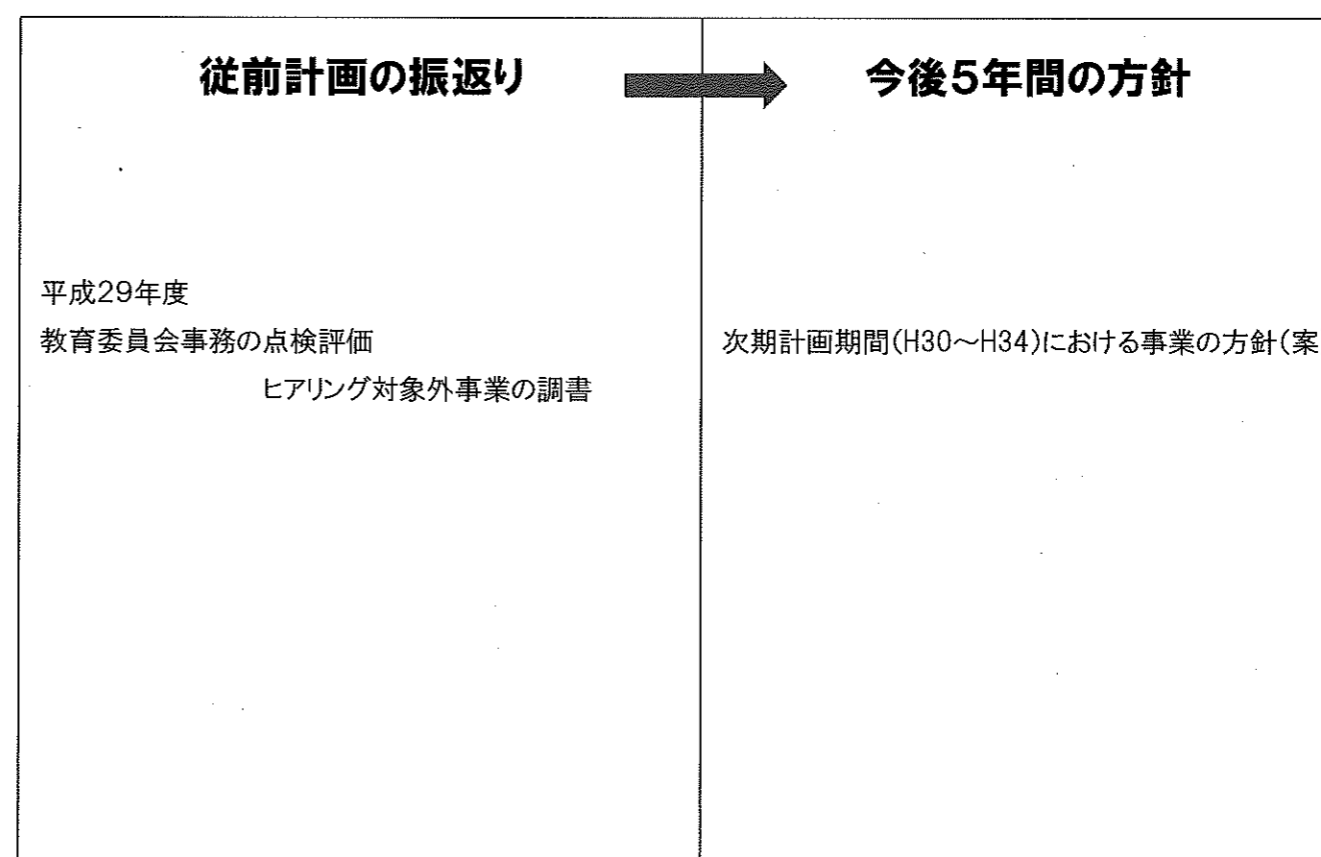 従前計画の振返り
今後5年間の方針
平成29年度
教育委員会事務の点検評価
ヒアリング対象外事業の調書
次期計画期間(H30～H34)における事業の方針(案